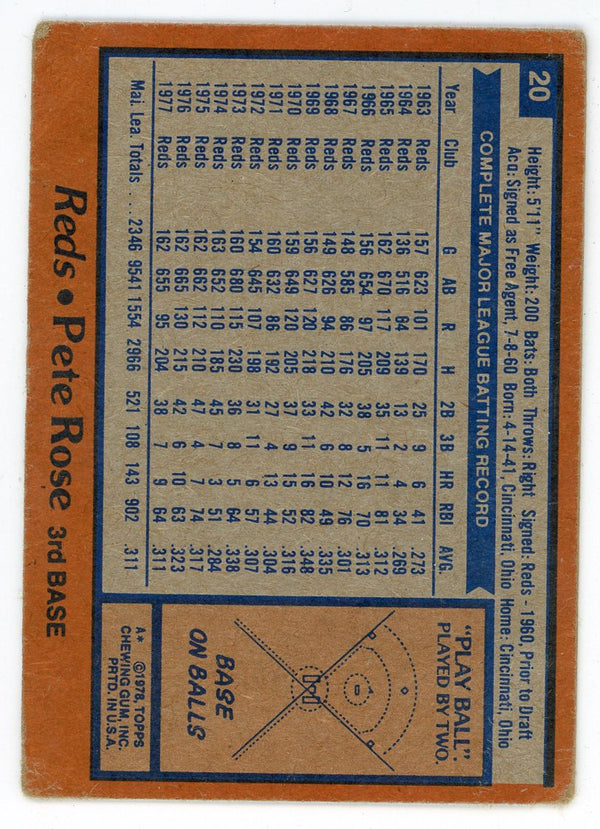 20
Height: 5'11" Weight: 200 Bats: Both Throws: Right Signed: Reds - 1960, Prior to Draft
Acq: Signed as Free Agent, 7-8-60 Born: 4-14-41, Cincinnati, Ohio Home: Cincinnati, Ohio
COMPLETE MAJOR LEAGUE BATTING RECORD
Year Club G AB R H 2B 3B HR RBI AVG.
1963 Reds 157 623 101 170 25 9 6 41 .273
1964 Reds 136 516 64 139 13 2 4 34 .269
1965 Reds 162 670 117 209 35 11 11 81 .312
1966 Reds 156 654 97 205 38 5 16 70 .313
1967 Reds 148 585 86 176 32 8 12 76 .301
1968 Reds 149 626 94 210 42 6 10 49 .335
1969 Reds 156 627 120 218 33 11 16 82 .348
1970 Reds 159 649 120 205 37 9 15 52 .316
1971 Reds 160 632 86 192 27 4 13 44 .304
1972 Reds 154 645 107 198 31 11 6 57 .307
1973 Reds 160 680 115 230 36 8 5 64 .338
1974 Reds 163 652 110 185 45 7 3 51 .284
1975 Reds 162 662 112 210 47 4 7 74 .317
1976 Reds 162 665 130 215 42 6 10 63 .323
1977 Reds 162 655 95 204 38 7 9 64 .311
Maj. Lea. Totals ... 2346 9541 1554 2966 521 108 143 902 .311
"PLAY BALL".
PLAYED BY TWO.
BASE
ON BALLS
Reds • Pete Rose 3rd BASE
A* ©1978, TOPPS
CHEWING GUM, INC.
PRTD. IN U.S.A.